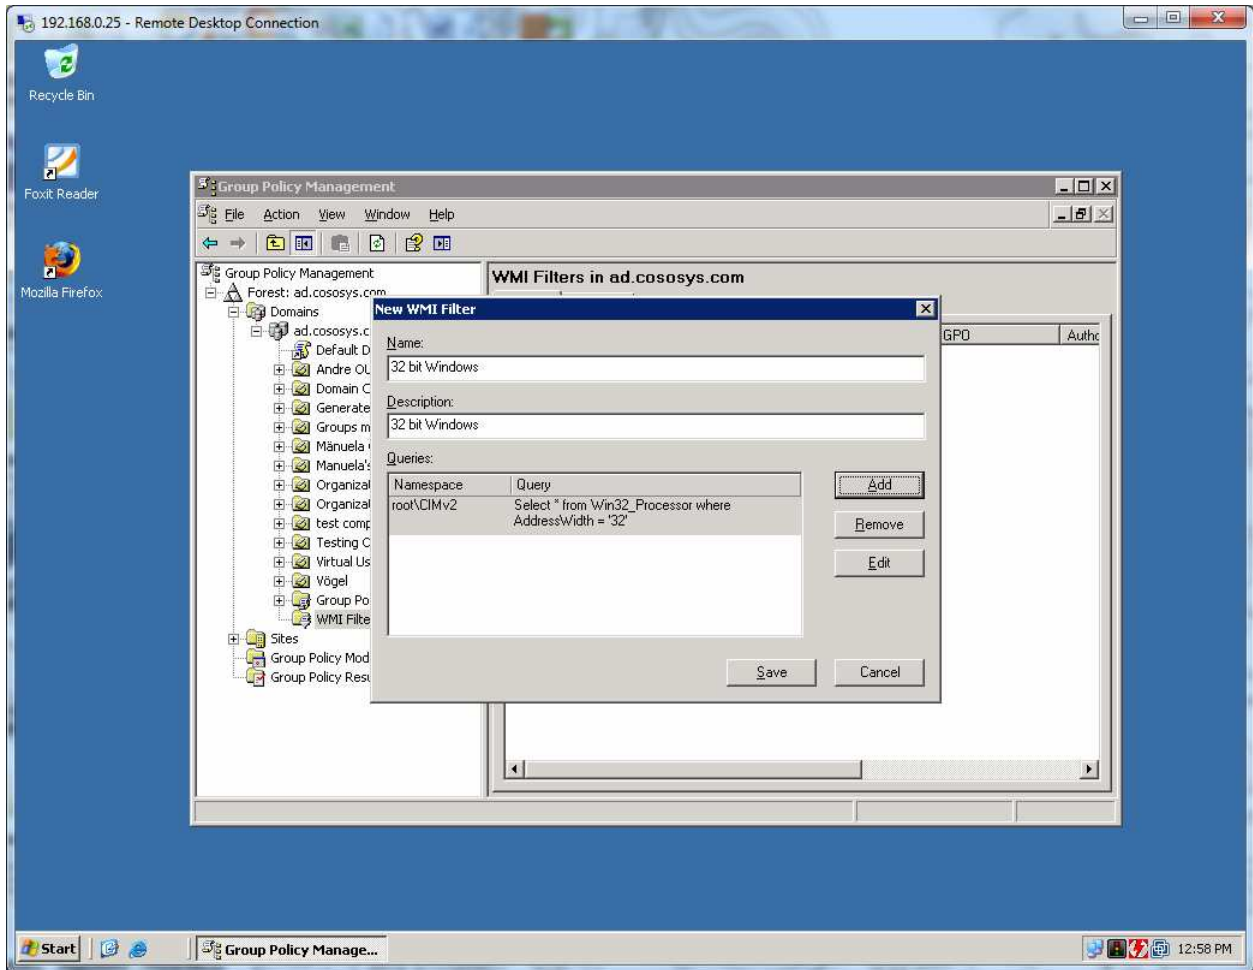 192.168.0.25 - Remote Desktop Connection
Recycle Bin
Foxit Reader
Mozilla Firefox
Group Policy Management
File Action View Window Help
Group Policy Management
Forest: ad.cososys.com
Domains
ad.cososys.c
Default D
Andre OU
Domain C
Generate
Groups m
Mänuela
Manuela's
Organizat
Organizat
test comp
Testing C
Virtual Us
Vögel
Group Po
WMI Filte
Sites
Group Policy Mod
Group Policy Resu
WMI Filters in ad.cososys.com
GPO Autho
New WMI Filter
Name:
32 bit Windows
Description:
32 bit Windows
Queries:
Namespace Query
root\CIMv2 Select * from Win32_Processor where
AddressWidth = '32'
Add
Remove
Edit
Save Cancel
Start
Group Policy Manage...
12:58 PM